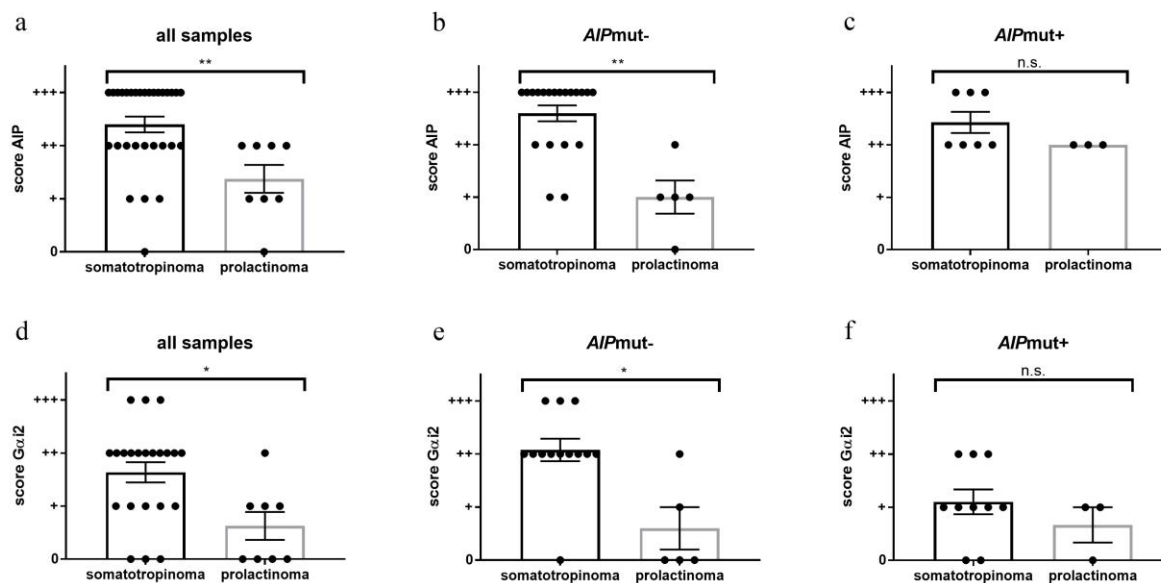 a
all samples
**
score AIP
+++
++
+
0
somatotropinoma
prolactinoma
b
AIPmut-
**
score AIP
+++
++
+
0
somatotropinoma
prolactinoma
c
AIPmut+
n.s.
score AIP
+++
++
+
0
somatotropinoma
prolactinoma
d
all samples
*
score Gαi2
+++
++
+
0
somatotropinoma
prolactinoma
e
AIPmut-
*
score Gαi2
+++
++
+
0
somatotropinoma
prolactinoma
f
AIPmut+
n.s.
score Gαi2
+++
++
+
0
somatotropinoma
prolactinoma